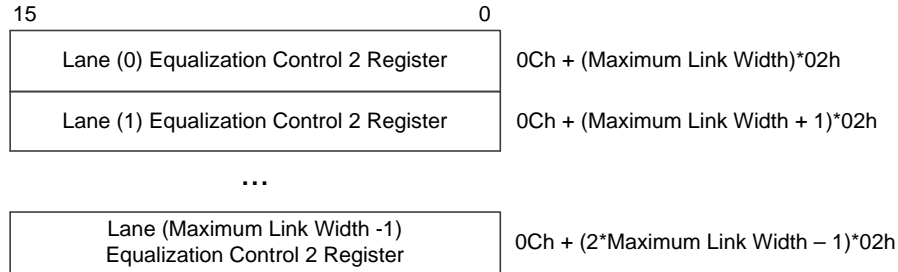 15 0
Lane (0) Equalization Control 2 Register 0Ch + (Maximum Link Width)*02h
Lane (1) Equalization Control 2 Register 0Ch + (Maximum Link Width + 1)*02h
...
Lane (Maximum Link Width -1)
Equalization Control 2 Register 0Ch + (2*Maximum Link Width – 1)*02h